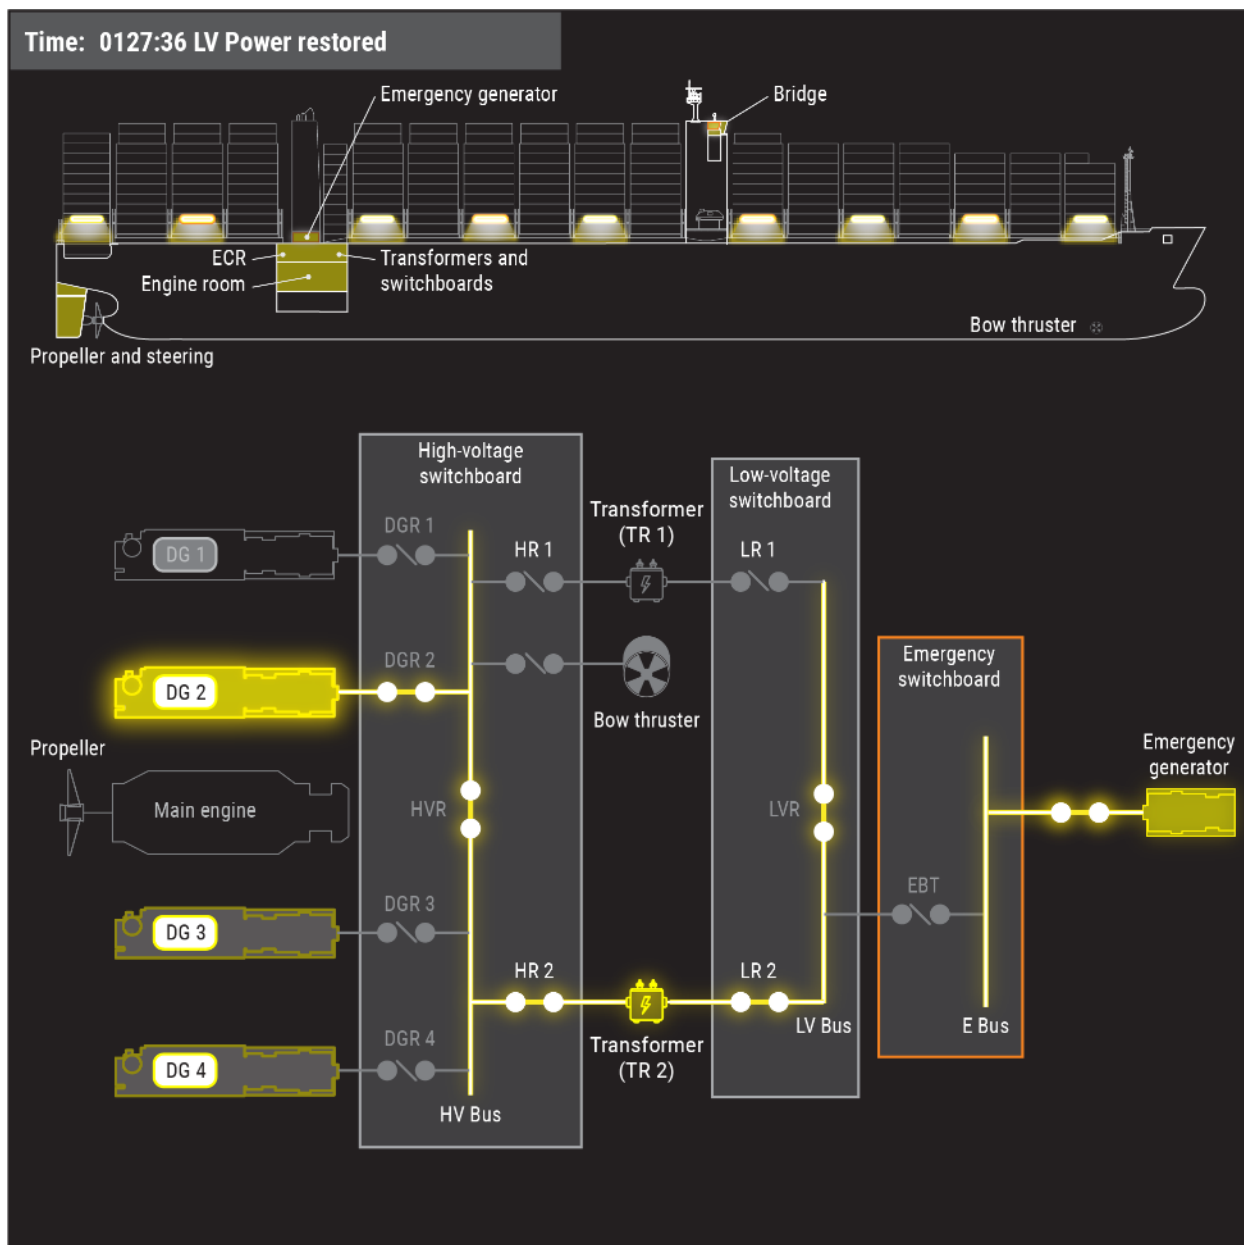 Time: 0127:36 LV Power restored
Emergency generator
Bridge
ECR
Engine room
Transformers and
switchboards
Bow thruster
Propeller and steering
High-voltage
switchboard
Low-voltage
switchboard
Transformer
(TR 1)
DGR 1
HR 1
LR 1
DG 1
DGR 2
DG 2
Bow thruster
Emergency
switchboard
Propeller
Emergency
generator
Main engine
HVR
LVR
DGR 3
EBT
DG 3
HR 2
LR 2
LV Bus
E Bus
DGR 4
Transformer
(TR 2)
DG 4
HV Bus